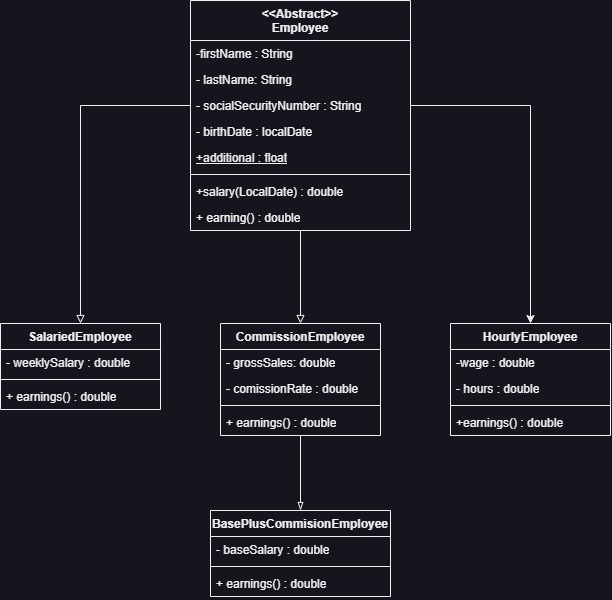 <<Abstract>>
Employee
-firstName : String
- lastName: String
- socialSecurityNumber : String
- birthDate : localDate
+additional : float
+salary(LocalDate) : double
+ earning() : double
SalariedEmployee
- weeklySalary : double
+ earnings() : double
CommissionEmployee
- grossSales: double
- comissionRate : double
+ earnings() : double
HourlyEmployee
-wage : double
- hours : double
+earnings() : double
BasePlusCommisionEmployee
- baseSalary : double
+ earnings() : double